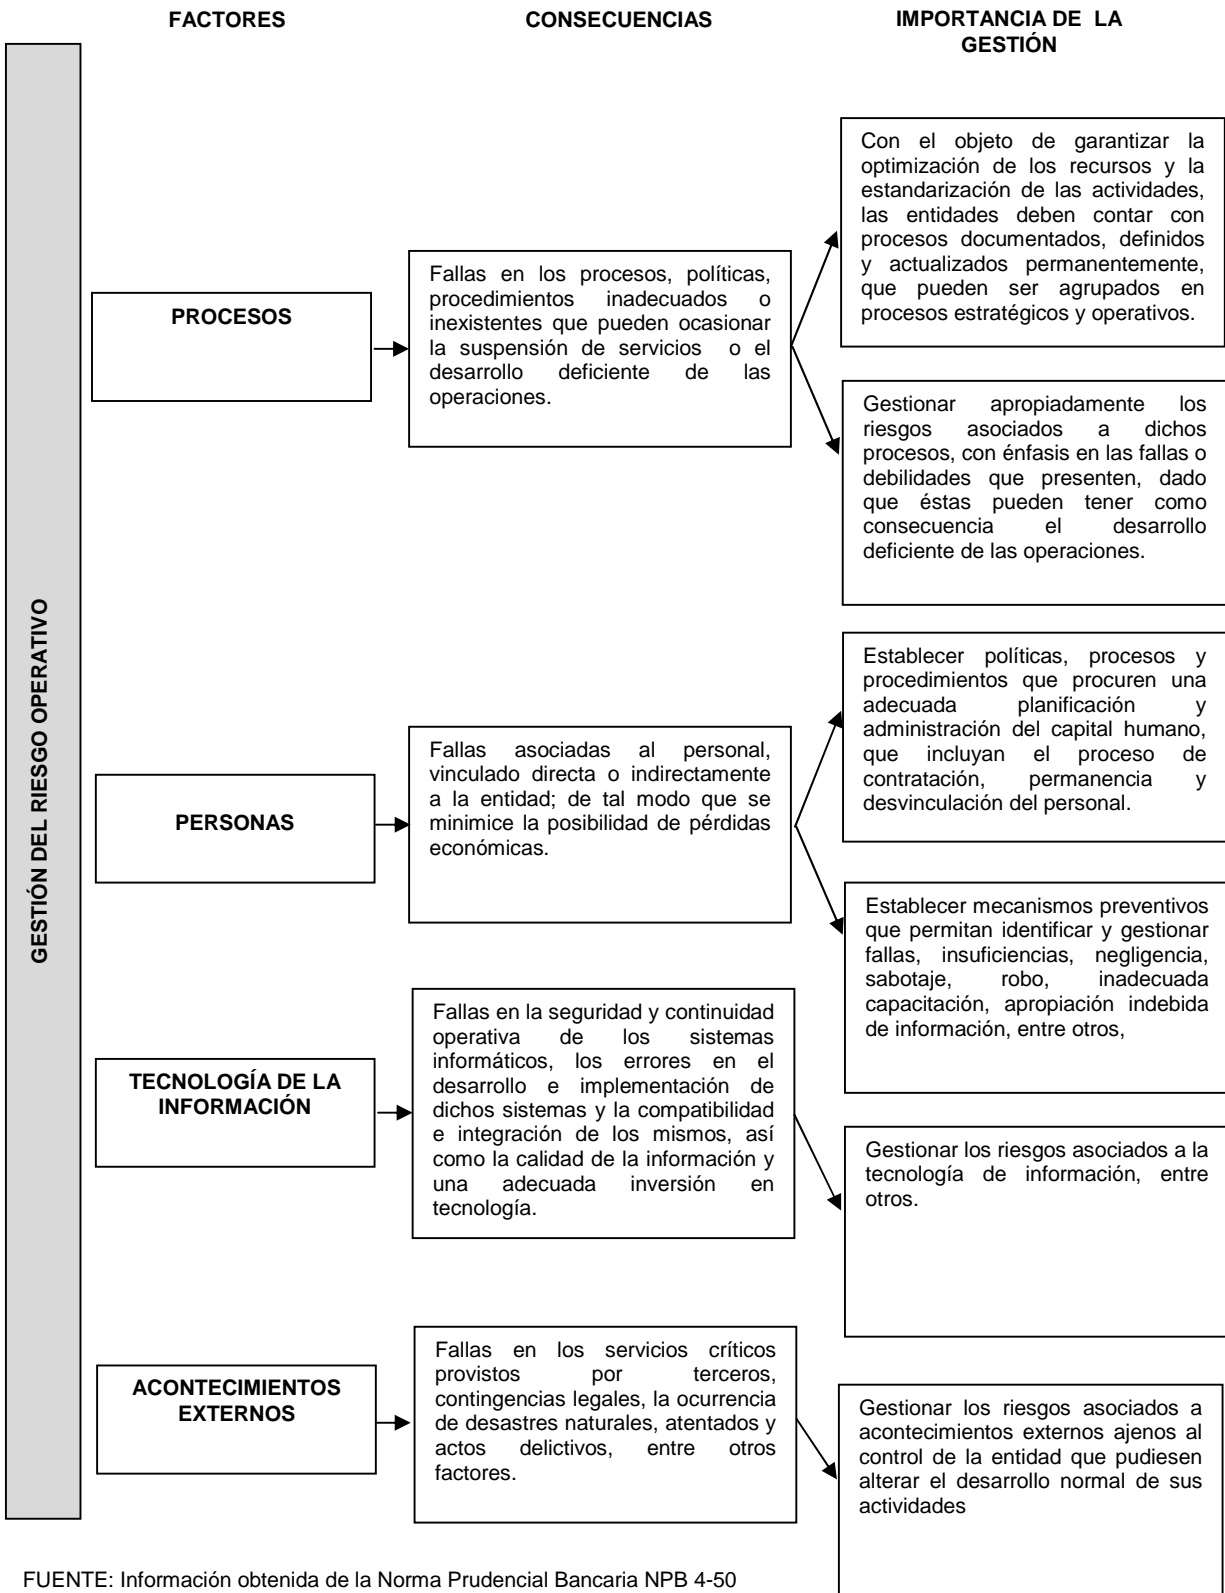 FACTORES
CONSECUENCIAS
IMPORTANCIA DE LA
GESTIÓN
GESTIÓN DEL RIESGO OPERATIVO
PROCESOS
Fallas en los procesos, políticas,
procedimientos inadecuados o
inexistentes que pueden ocasionar
la suspensión de servicios o el
desarrollo deficiente de las
operaciones.
Con el objeto de garantizar la
optimización de los recursos y la
estandarización de las actividades,
las entidades deben contar con
procesos documentados, definidos
y actualizados permanentemente,
que pueden ser agrupados en
procesos estratégicos y operativos.
Gestionar apropiadamente los
riesgos asociados a dichos
procesos, con énfasis en las fallas o
debilidades que presenten, dado
que éstas pueden tener como
consecuencia el desarrollo
deficiente de las operaciones.
PERSONAS
Fallas asociadas al personal,
vinculado directa o indirectamente
a la entidad; de tal modo que se
minimice la posibilidad de pérdidas
económicas.
Establecer políticas, procesos y
procedimientos que procuren una
adecuada planificación y
administración del capital humano,
que incluyan el proceso de
contratación, permanencia y
desvinculación del personal.
Establecer mecanismos preventivos
que permitan identificar y gestionar
fallas, insuficiencias, negligencia,
sabotaje, robo, inadecuada
capacitación, apropiación indebida
de información, entre otros,
TECNOLOGÍA DE LA
INFORMACIÓN
Fallas en la seguridad y continuidad
operativa de los sistemas
informáticos, los errores en el
desarrollo e implementación de
dichos sistemas y la compatibilidad
e integración de los mismos, así
como la calidad de la información y
una adecuada inversión en
tecnología.
Gestionar los riesgos asociados a la
tecnología de información, entre
otros.
ACONTECIMIENTOS
EXTERNOS
Fallas en los servicios críticos
provistos por terceros,
contingencias legales, la ocurrencia
de desastres naturales, atentados y
actos delictivos, entre otros
factores.
Gestionar los riesgos asociados a
acontecimientos externos ajenos al
control de la entidad que pudiesen
alterar el desarrollo normal de sus
actividades
FUENTE: Información obtenida de la Norma Prudencial Bancaria NPB 4-50